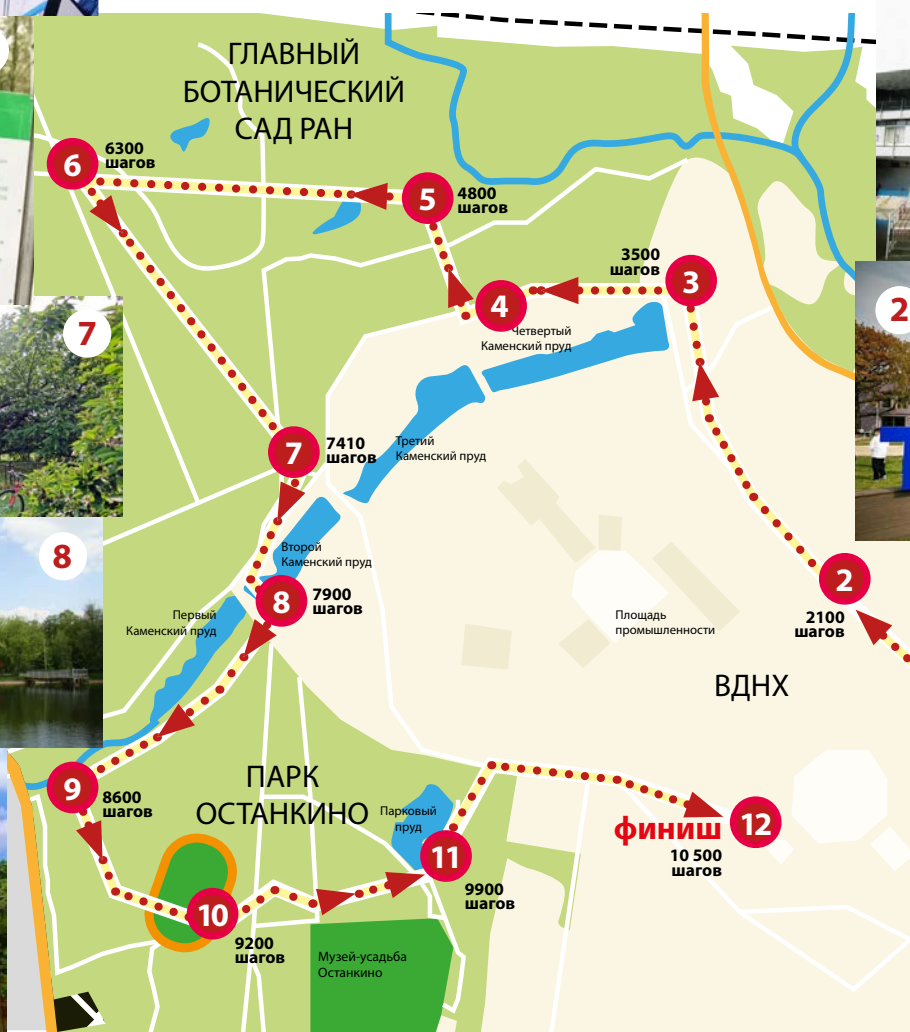 ГЛАВНЫЙ
БОТАНИЧЕСКИЙ
САД РАН
6
6300
шагов
5
4800
шагов
3500
шагов
3
4
Четвертый
Каменский пруд
2
7
7
7410
шагов
Третий
Каменский пруд
8
Второй
Каменский пруд
8
7900
шагов
2
2100
шагов
Первый
Каменский пруд
Площадь
промышленности
ВДНХ
9
8600
шагов
ПАРК
ОСТАНКИНО
Парковый
пруд
11
9900
шагов
финиш
12
10 500
шагов
10
9200
шагов
Музей-усадьба
Останкино